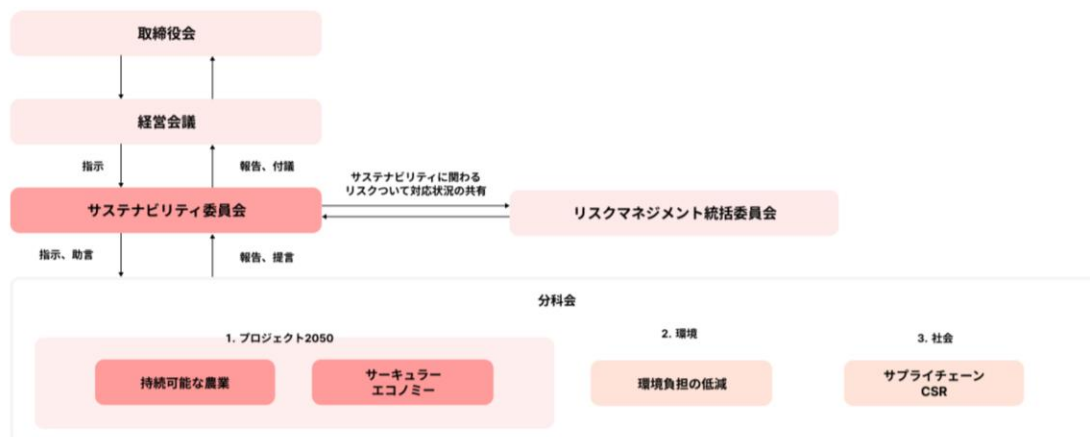 取締役会
経営会議
指示
報告、付議
サステナビリティに関わる
リスクついて対応状況の共有
サステナビリティ委員会
リスクマネジメント統括委員会
指示、助言
報告、提言
分科会
1. プロジェクト2050
2. 環境
3. 社会
持続可能な農業
サーキュラー
エコノミー
環境負担の低減
サプライチェーン
CSR